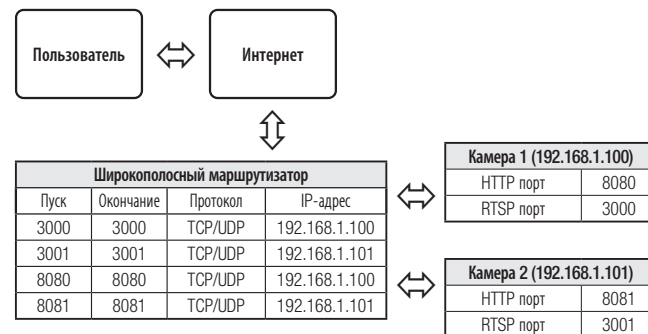 Пользователь
Интернет
Широкополосный маршрутизатор
Пуск Окончание Протокол IP-адрес
3000 3000 TCP/UDP 192.168.1.100
3001 3001 TCP/UDP 192.168.1.101
8080 8080 TCP/UDP 192.168.1.100
8081 8081 TCP/UDP 192.168.1.101
Камера 1 (192.168.1.100)
HTTP порт 8080
RTSP порт 3000
Камера 2 (192.168.1.101)
HTTP порт 8081
RTSP порт 3001